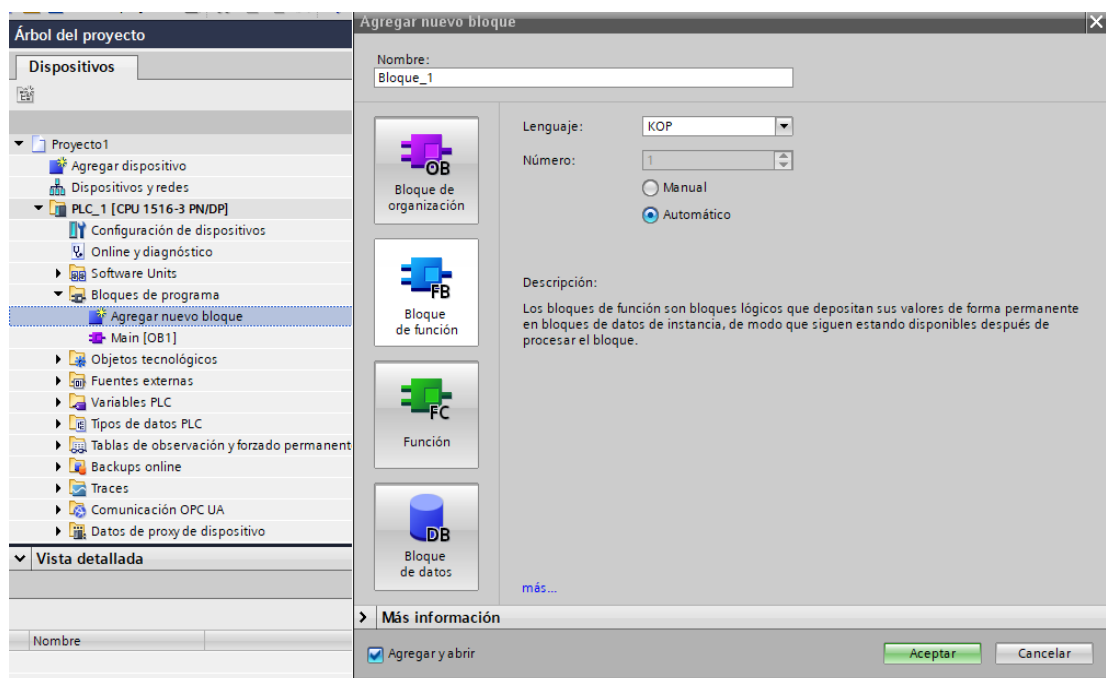 Árbol del proyecto
Dispositivos
Proyecto1
Agregar dispositivo
Dispositivos y redes
PLC_1 [CPU 1516-3 PN/DP]
Configuración de dispositivos
Online y diagnóstico
Software Units
Bloques de programa
Agregar nuevo bloque
Main [OB1]
Objetos tecnológicos
Fuentes externas
Variables PLC
Tipos de datos PLC
Tablas de observación y forzado permanent
Backups online
Traces
Comunicación OPC UA
Datos de proxy de dispositivo
Vista detallada
Nombre
Agregar nuevo bloque
Nombre:
Bloque_1
OB
Bloque de
organización
FB
Bloque
de función
FC
Función
DB
Bloque
de datos
Lenguaje: KOP
Número: 1
Manual
Automático
Descripción:
Los bloques de función son bloques lógicos que depositan sus valores de forma permanente
en bloques de datos de instancia, de modo que siguen estando disponibles después de
procesar el bloque.
más...
Más información
Agregar y abrir
Aceptar
Cancelar